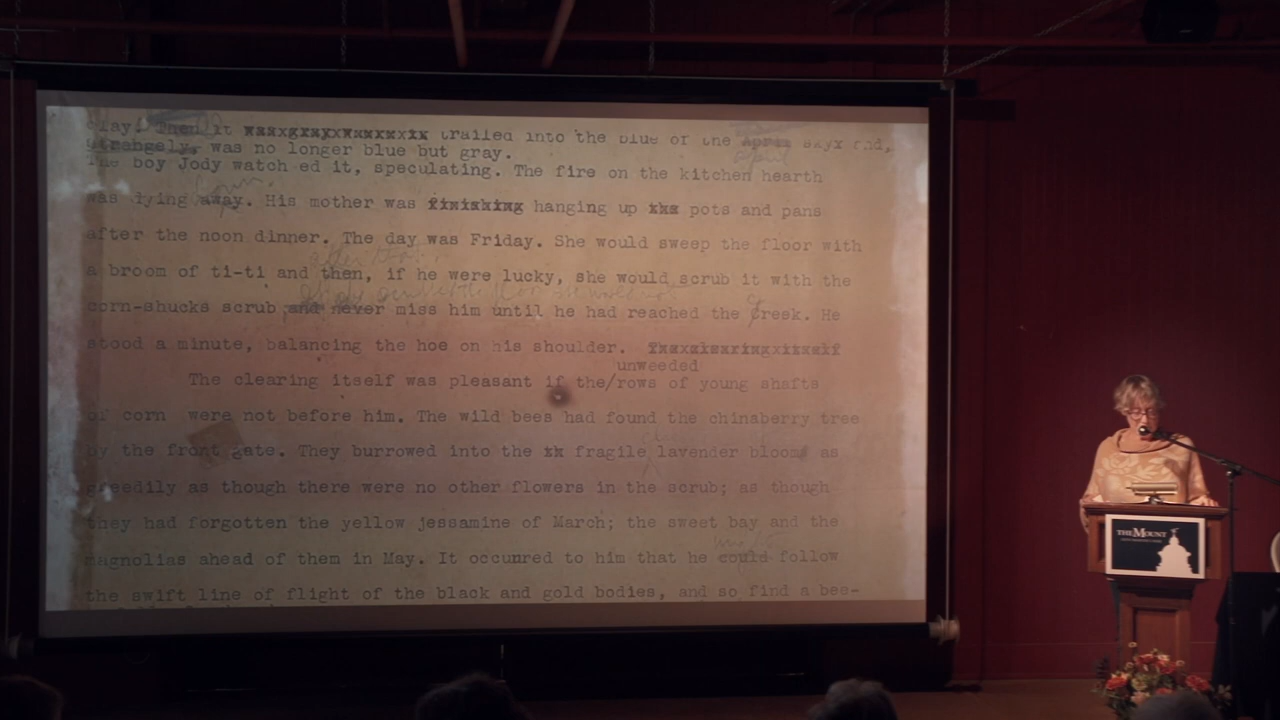 clay. Then it trailed into the blue of the April sky and,
strangely, was no longer blue but gray.
The boy Jody watch ed it, speculating. The fire on the kitchen hearth
was dying away. His mother was hanging up pots and pans
after the noon dinner. The day was Friday. She would sweep the floor with
after that.
a broom of ti-ti and then, if he were lucky, she would scrub it with the
corn-shucks scrub and never miss him until he had reached the Creek. He
stood a minute, balancing the hoe on his shoulder.
unweeded
The clearing itself was pleasant if the/rows of young shafts
of corn were not before him. The wild bees had found the chinaberry tree
by the front gate. They burrowed into the fragile lavender blooms as
greedily as though there were no other flowers in the scrub; as though
they had forgotten the yellow jessamine of March; the sweet bay and the
might
magnolias ahead of them in May. It occurred to him that he could follow
the swift line of flight of the black and gold bodies, and so find a bee-
THE MOUNT